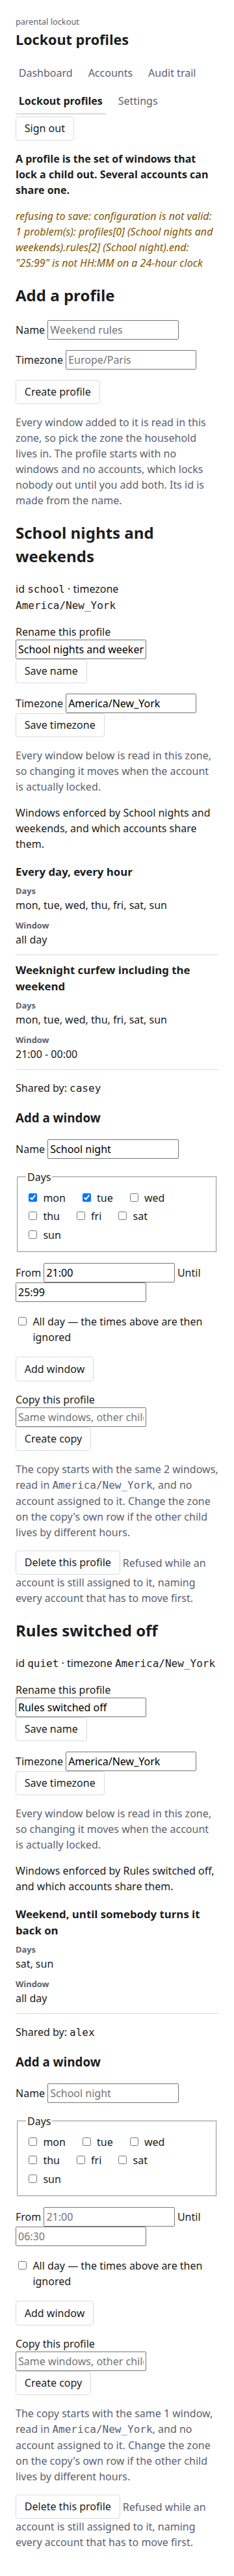 parental lockout
Lockout profiles
Dashboard Accounts Audit trail
Lockout profiles Settings
Sign out
A profile is the set of windows that
lock a child out. Several accounts can
share one.
refusing to save: configuration is not valid:
1 problem(s): profiles[0] (School nights and
weekends).rules[2] (School night).end:
"25:99" is not HH:MM on a 24-hour clock
Add a profile
Name Weekend rules
Timezone Europe/Paris
Create profile
Every window added to it is read in this
zone, so pick the zone the household
lives in. The profile starts with no
windows and no accounts, which locks
nobody out until you add both. Its id is
made from the name.
School nights and
weekends
id school · timezone
America/New_York
Rename this profile
School nights and weeken
Save name
Timezone America/New_York
Save timezone
Every window below is read in this zone,
so changing it moves when the account
is actually locked.
Windows enforced by School nights and
weekends, and which accounts share
them.
Every day, every hour
Days
mon, tue, wed, thu, fri, sat, sun
Window
all day
Weeknight curfew including the
weekend
Days
mon, tue, wed, thu, fri, sat, sun
Window
21:00 - 00:00
Shared by: casey
Add a window
Name School night
Days
mon tue wed
thu fri sat
sun
From 21:00 Until
25:99
All day — the times above are then
ignored
Add window
Copy this profile
Same windows, other chil
Create copy
The copy starts with the same 2 windows,
read in America/New_York, and no
account assigned to it. Change the zone
on the copy's own row if the other child
lives by different hours.
Delete this profile Refused while an
account is still assigned to it, naming
every account that has to move first.
Rules switched off
id quiet · timezone America/New_York
Rename this profile
Rules switched off
Save name
Timezone America/New_York
Save timezone
Every window below is read in this zone,
so changing it moves when the account
is actually locked.
Windows enforced by Rules switched off,
and which accounts share them.
Weekend, until somebody turns it
back on
Days
sat, sun
Window
all day
Shared by: alex
Add a window
Name School night
Days
mon tue wed
thu fri sat
sun
From 21:00 Until
06:30
All day — the times above are then
ignored
Add window
Copy this profile
Same windows, other chil
Create copy
The copy starts with the same 1 window,
read in America/New_York, and no
account assigned to it. Change the zone
on the copy's own row if the other child
lives by different hours.
Delete this profile Refused while an
account is still assigned to it, naming
every account that has to move first.